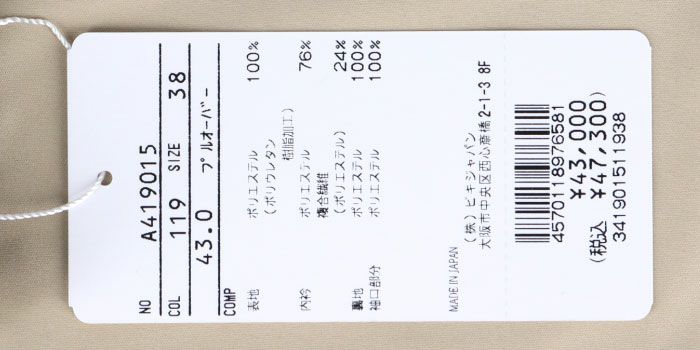 NO A419015
COL 119 SIZE 38
43.0 プルオーバー
COMP
表地 ポリエステル 100%
(ポリウレタン
樹脂加工)
内衿 ポリエステル 76%
複合繊維
(ポリエステル) 24%
裏地 ポリエステル 100%
袖口部分 ポリエステル 100%
MADE IN JAPAN
(株)ビキジャパン
大阪市中央区西心斎橋2-1-3 8F
4570118976581
¥43,000
(税込 ¥47,300)
341901511938